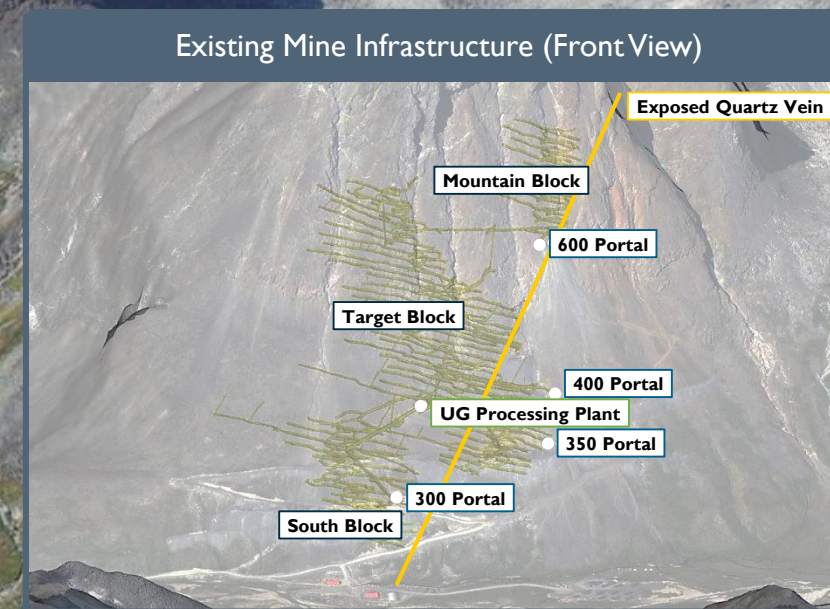 Existing Mine Infrastructure (Front View)
Exposed Quartz Vein
Mountain Block
600 Portal
Target Block
400 Portal
UG Processing Plant
350 Portal
300 Portal
South Block